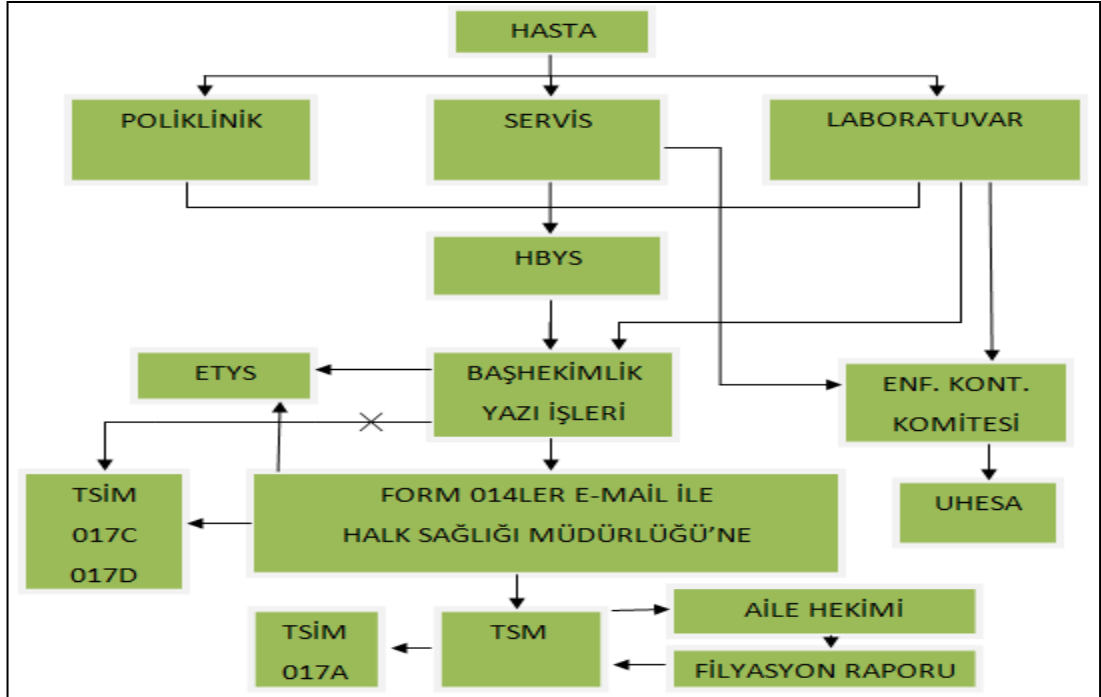 HASTA
POLİKLİNİK
SERVİS
LABORATUVAR
HBYS
ETYS
BAŞHEKİMLİK
YAZI İŞLERİ
ENF. KONT.
KOMİTESİ
TSİM
017C
017D
FORM 014LER E-MAİL İLE
HALK SAĞLIĞI MÜDÜRLÜĞÜ'NE
UHESA
TSİM
017A
TSM
AİLE HEKİMİ
FİLYASYON RAPORU